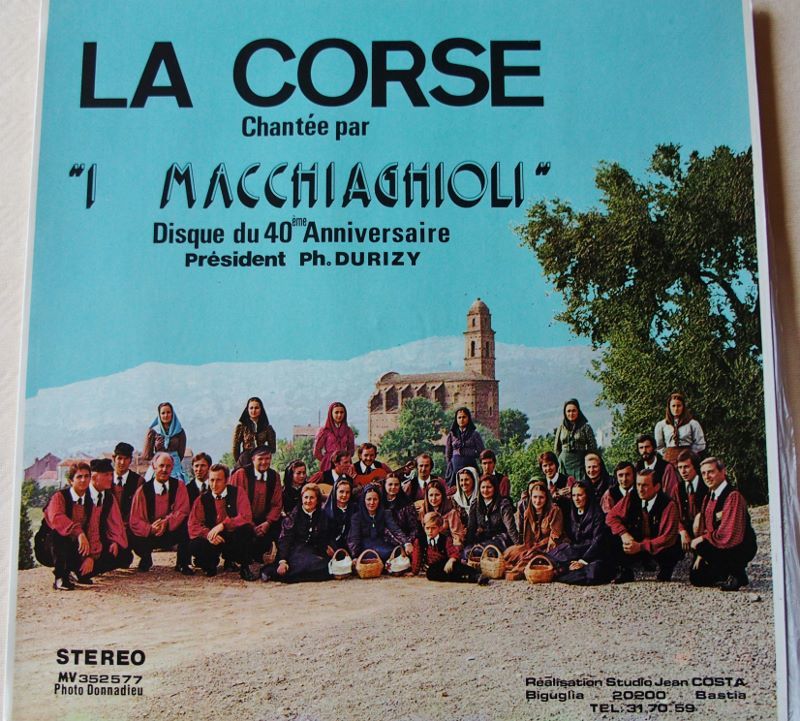 LA CORSE
Chantée par
"I MACCHIAGHIOLI"
Disque du 40ème Anniversaire
Président Ph. DURIZY
STEREO
MV 352577
Photo Donnadieu
Réalisation Studio Jean COSTA
Biguglia 20200 Bastia
TEL. 31.70.59